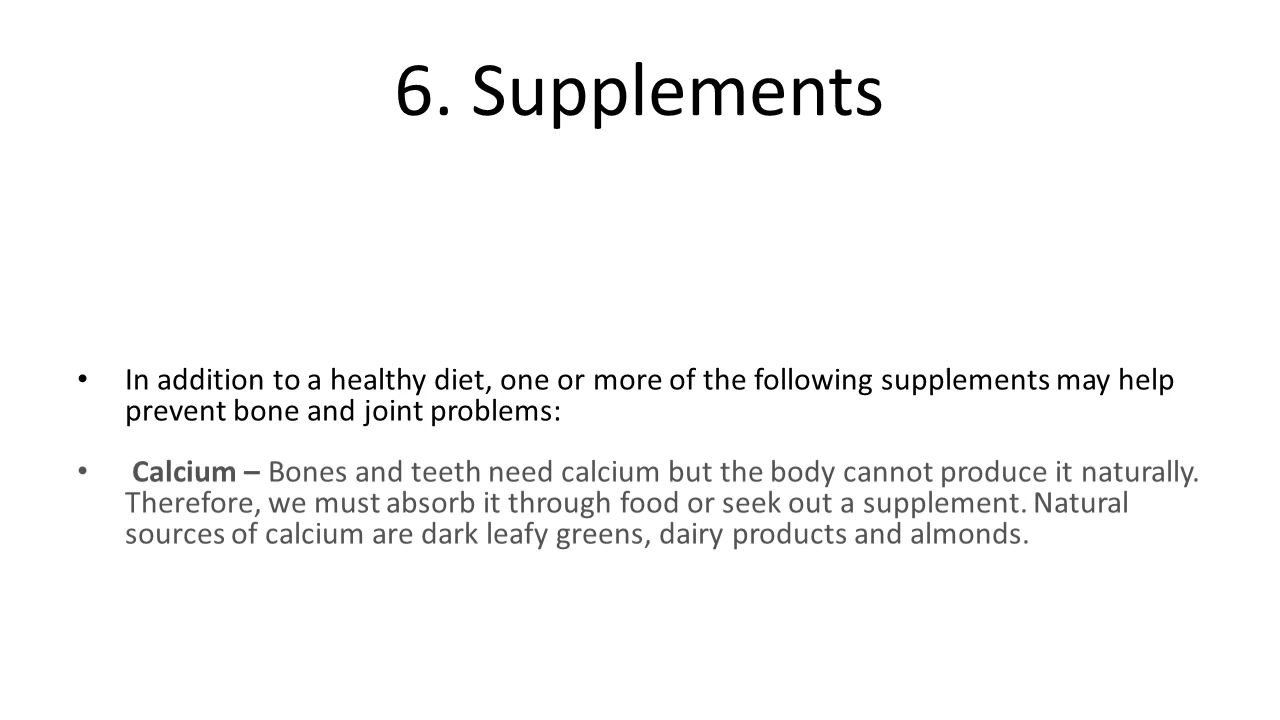 6. Supplements
• In addition to a healthy diet, one or more of the following supplements may help
prevent bone and joint problems:
• Calcium – Bones and teeth need calcium but the body cannot produce it naturally.
Therefore, we must absorb it through food or seek out a supplement. Natural
sources of calcium are dark leafy greens, dairy products and almonds.